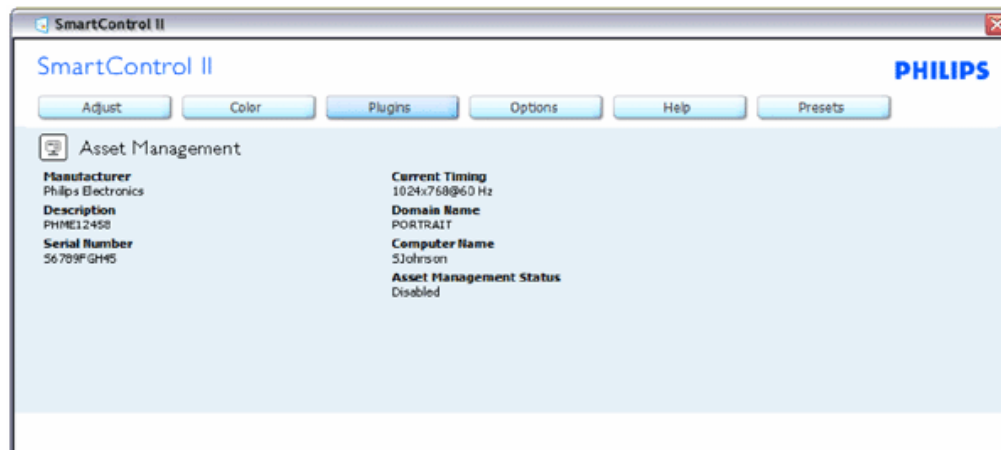 SmartControl II
SmartControl II
PHILIPS
Adjust
Color
Plugins
Options
Help
Presets
Asset Management
Manufacturer
Philips Electronics
Description
PHME12458
Serial Number
56789FGH45
Current Timing
1024x768@60 Hz
Domain Name
PORTRAIT
Computer Name
SJohnson
Asset Management Status
Disabled